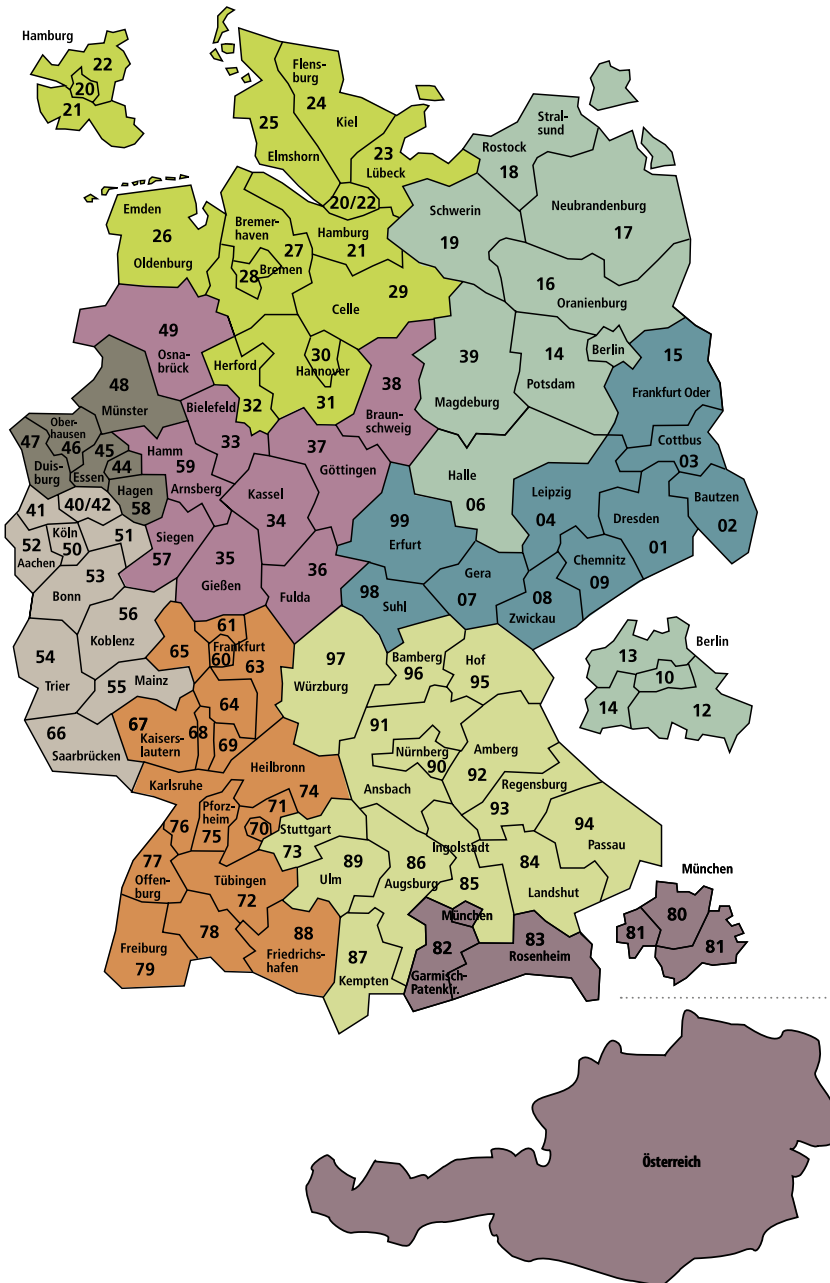 Hamburg
22
20
21
Flens-
burg
24
Kiel
25
Elmshorn
23
Lübeck
20/22
Stral-
sund
Rostock
18
Schwerin
19
Neubrandenburg
17
Emden
26
Oldenburg
Bremer-
haven
27
28
Bremen
Hamburg
21
29
Celle
16
Oranienburg
49
Osna-
brück
Herford
32
30
Hannover
31
38
Braun-
schweig
39
Magdeburg
14
Potsdam
Berlin
15
Frankfurt Oder
48
Münster
Bielefeld
33
37
Göttingen
Cottbus
03
47
Ober-
hausen
46
Duis-
burg
45
Essen
44
Hagen
58
Hamm
59
Arnsberg
Kassel
34
Halle
06
Leipzig
04
Dresden
01
Bautzen
02
41
40/42
51
Köln
50
52
Aachen
Siegen
57
35
Gießen
36
Fulda
99
Erfurt
98
Suhl
Gera
07
08
Zwickau
Chemnitz
09
53
Bonn
56
Koblenz
54
Trier
55
Mainz
66
Saarbrücken
61
Frankfurt
60
65
63
64
67
Kaisers-
lautern
68
69
97
Würzburg
Bamberg
96
Hof
95
Berlin
13
10
14
12
91
Nürnberg
90
Ansbach
Amberg
92
Regensburg
93
94
Passau
Heilbronn
74
Karlsruhe
76
Pforz-
heim
75
71
70
Stuttgart
73
89
Ulm
86
Augsburg
Ingolstadt
85
84
Landshut
77
Offen-
burg
Tübingen
72
Freiburg
79
78
88
Friedrichs-
hafen
87
Kempten
München
82
Garmisch-
Patenkir.
83
Rosenheim
München
80
81
81
Österreich